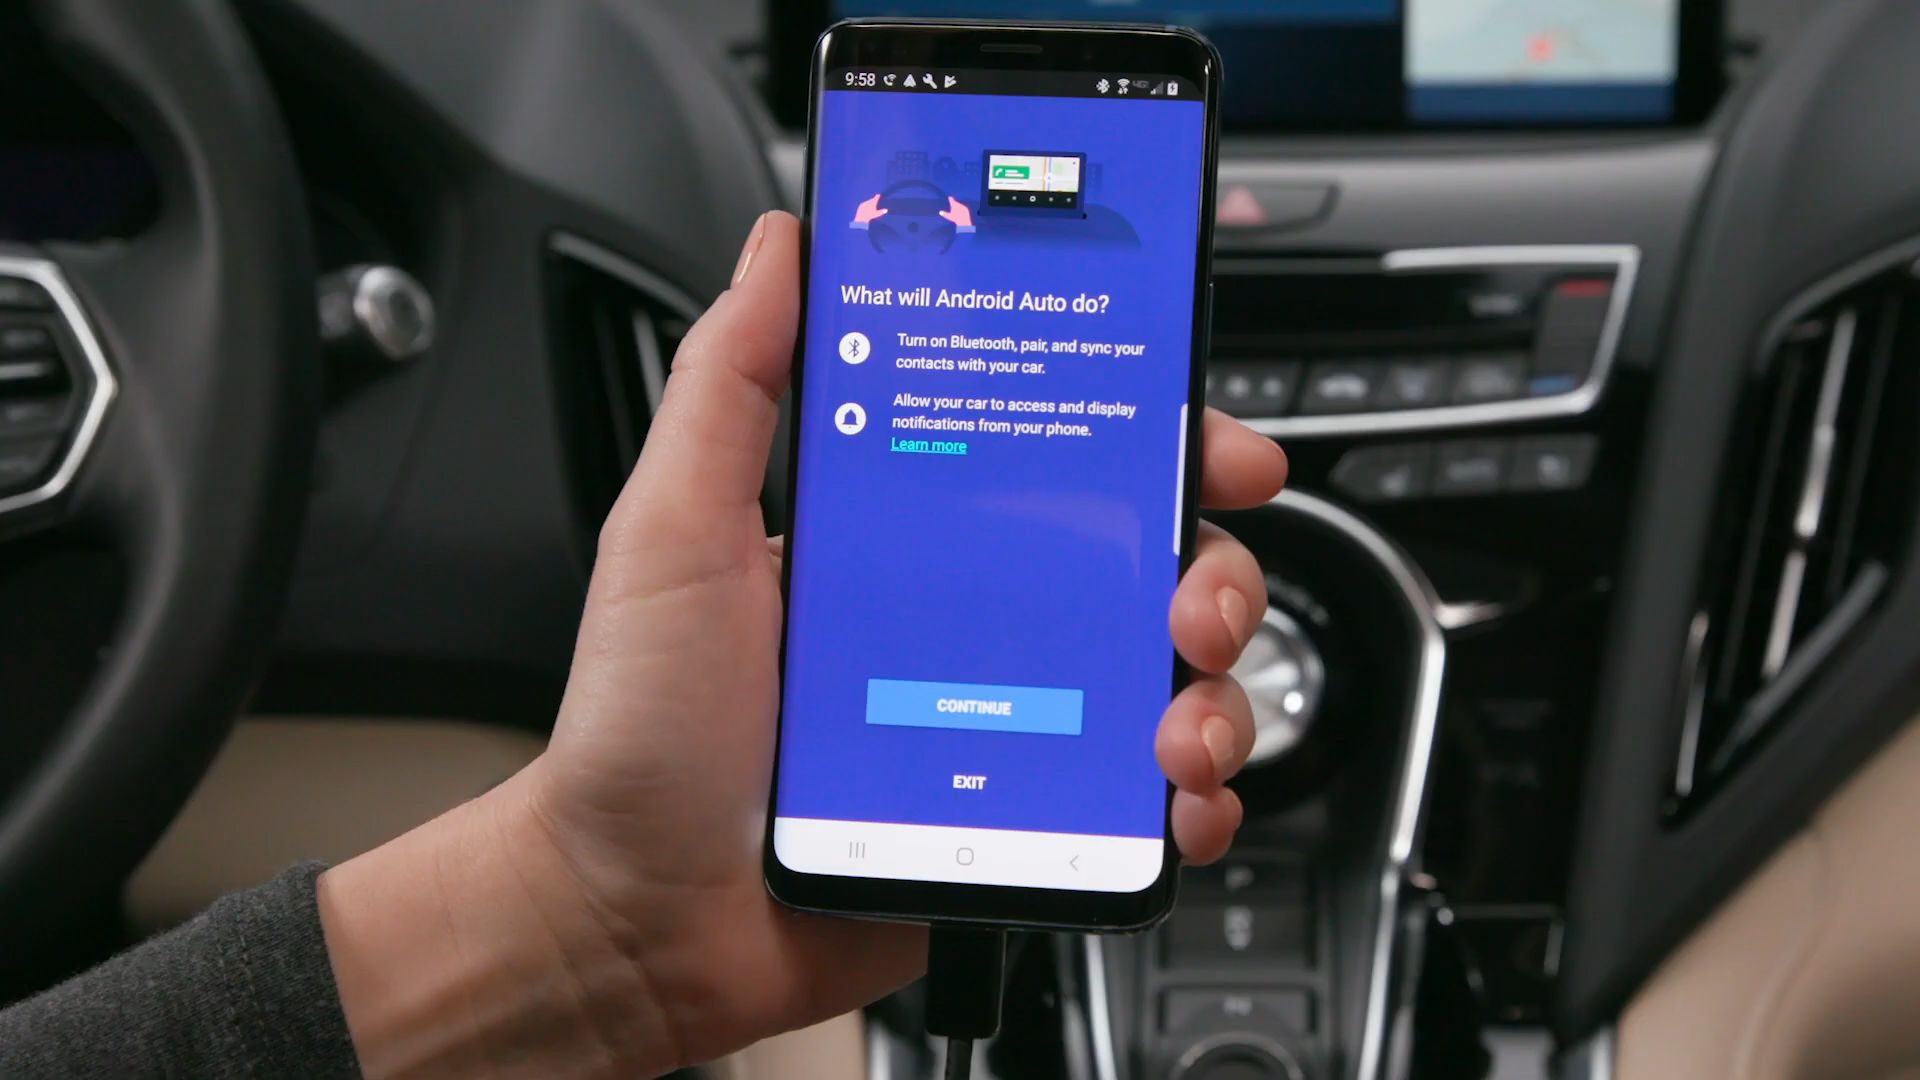 9:58
What will Android Auto do?
Turn on Bluetooth, pair, and sync your
contacts with your car.
Allow your car to access and display
notifications from your phone.
Learn more
CONTINUE
EXIT